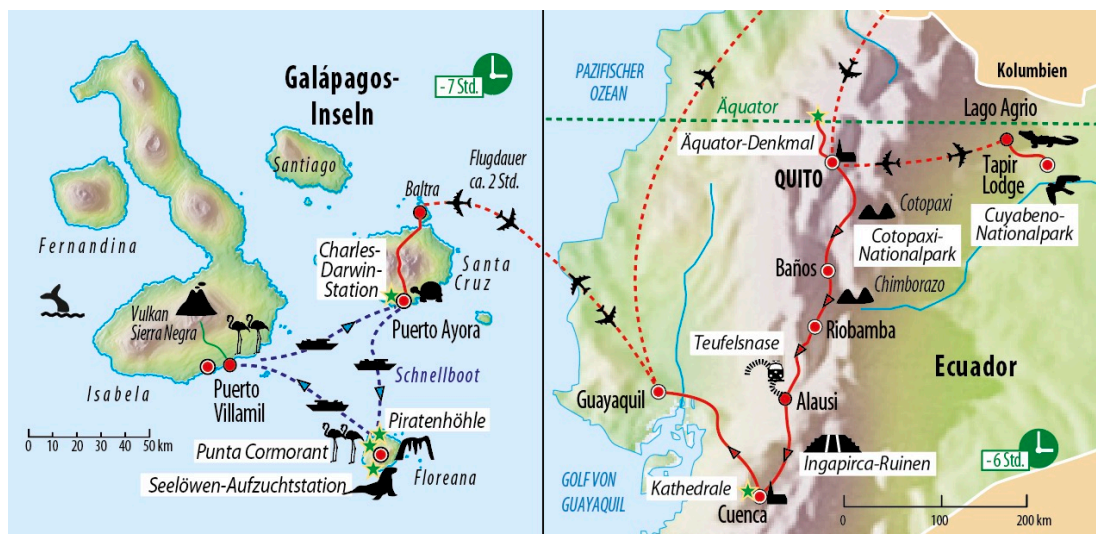 Galápagos-
Inseln
- 7 Std.
Santiago
Flugdauer
ca. 2 Std.
Baltra
Fernandina
Charles-
Darwin-
Station
Santa
Cruz
Vulkan
Sierra Negra
Puerto Ayora
Isabela
Puerto
Villamil
Schnellboot
0 10 20 30 40 50 km
Piratenhöhle
Punta Cormorant
Floreana
Seelöwen-Aufzuchtstation
PAZIFISCHER
OZEAN
Kolumbien
Äquator
Lago Agrio
Äquator-Denkmal
QUITO
Tapir
Lodge
Cotopaxi
Cuyabeno-
Nationalpark
Cotopaxi-
Nationalpark
Baños
Chimborazo
Riobamba
Teufelsnase
Ecuador
Guayaquil
Alausi
Ingapirca-Ruinen
- 6 Std.
GOLF VON
GUAYAQUIL
Kathedrale
Cuenca
0 100 200 km